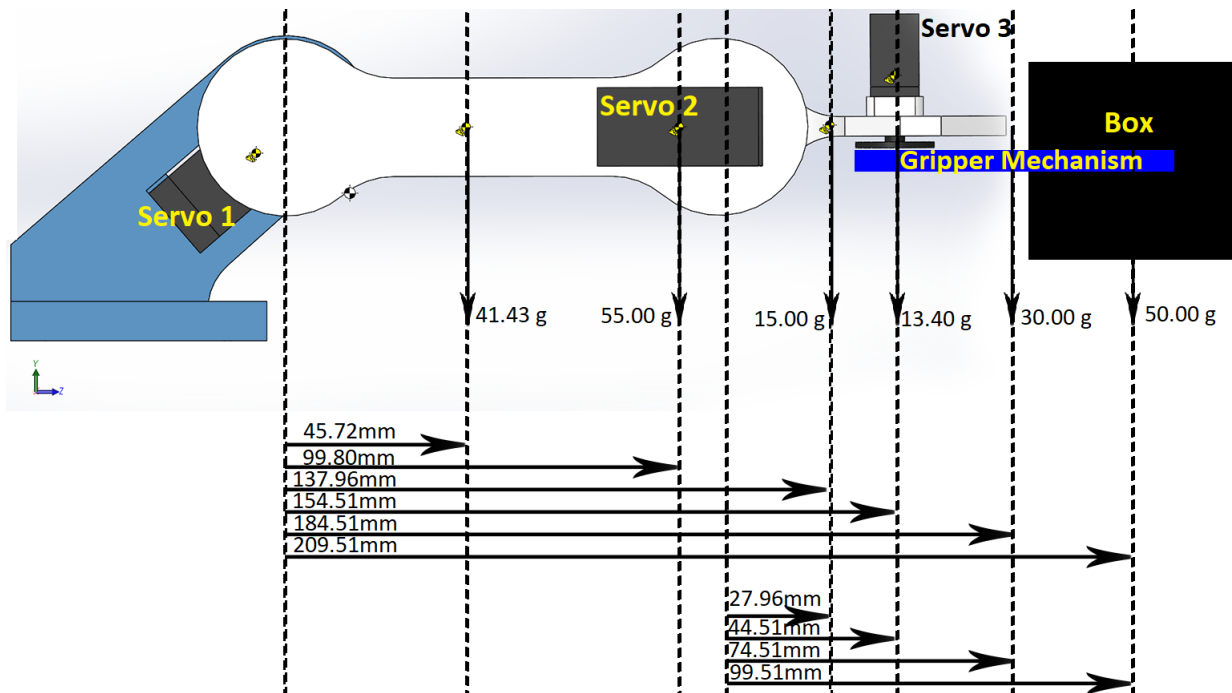 Servo 3
Servo 2
Box
Gripper Mechanism
Servo 1
41.43 g
55.00 g
15.00 g
13.40 g
30.00 g
50.00 g
Y
Z
45.72mm
99.80mm
137.96mm
154.51mm
184.51mm
209.51mm
27.96mm
44.51mm
74.51mm
99.51mm